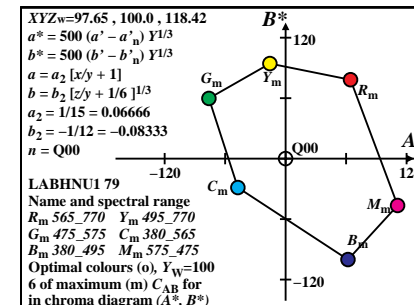 XYZw=97.65 , 100.0 , 118.42
a* = 500 (a' – a'n) Y1/3
b* = 500 (b' – b'n) Y1/3
a = a2 [x/y + 1]
b = b2 [z/y + 1/6 ]1/3
a2 = 1/15 = 0.06666
b2 = –1/12 = –0.08333
n = Q00
B*
120
Ym
Gm
Rm
Q00
A
–120
12
LABHNU1 79
Name and spectral range
Rm 565_770 Ym 495_770
Gm 475_575 Cm 380_565
Bm 380_495 Mm 575_475
Optimal colours (o), YW=100
6 of maximum (m) CAB for
in chroma diagram (A*, B*)
Cm
Mm
Bm
–120